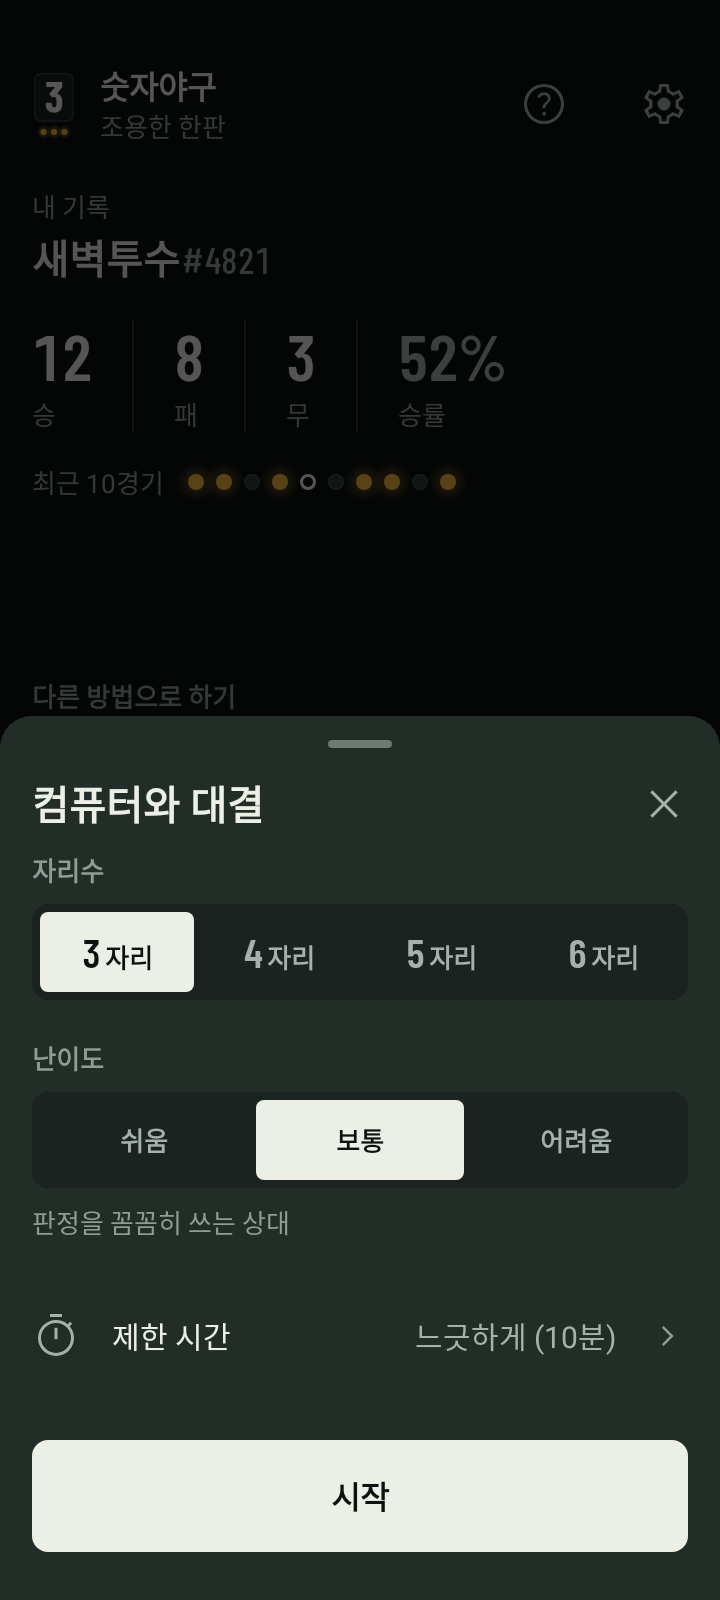 3
숫자야구
조용한 한판
내 기록
새벽투수#4821
12 8 3 52%
승 패 무 승률
최근 10경기
다른 방법으로 하기
컴퓨터와 대결
자리수
3자리 4자리 5자리 6자리
난이도
쉬움 보통 어려움
판정을 꼼꼼히 쓰는 상대
제한 시간 느긋하게 (10분)
시작